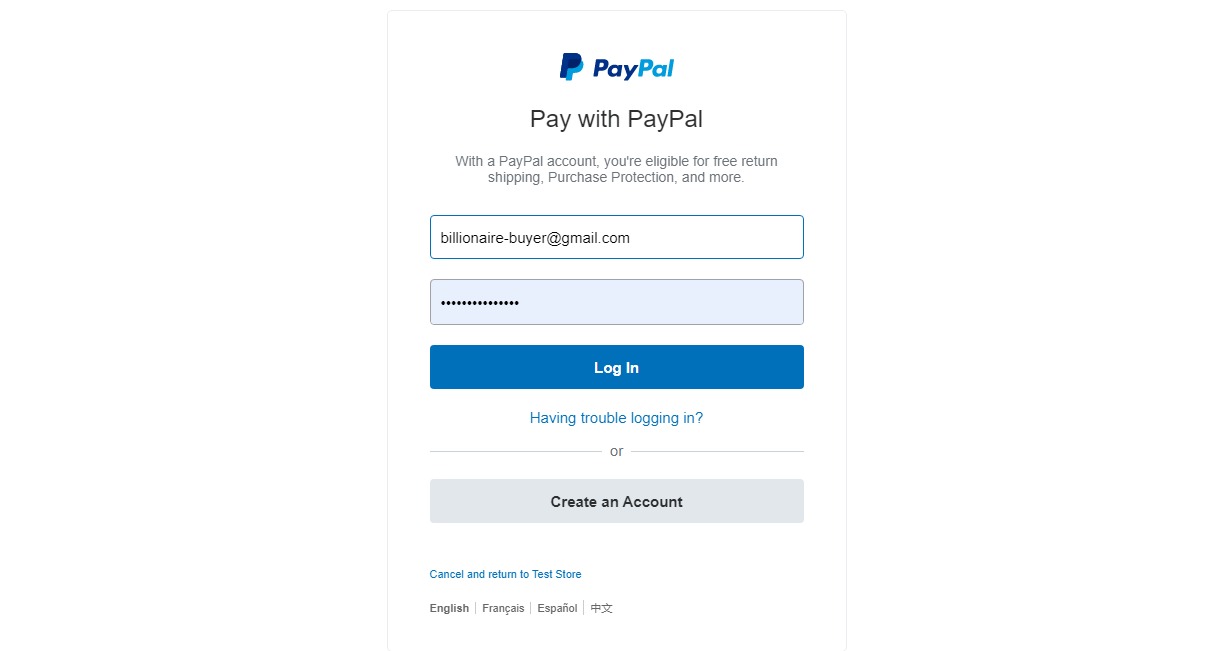 PayPal
Pay with PayPal
With a PayPal account, you're eligible for free return
shipping, Purchase Protection, and more.
billionaire-buyer@gmail.com
•••••••••••••••
Log In
Having trouble logging in?
or
Create an Account
Cancel and return to Test Store
English | Français | Español | 中文